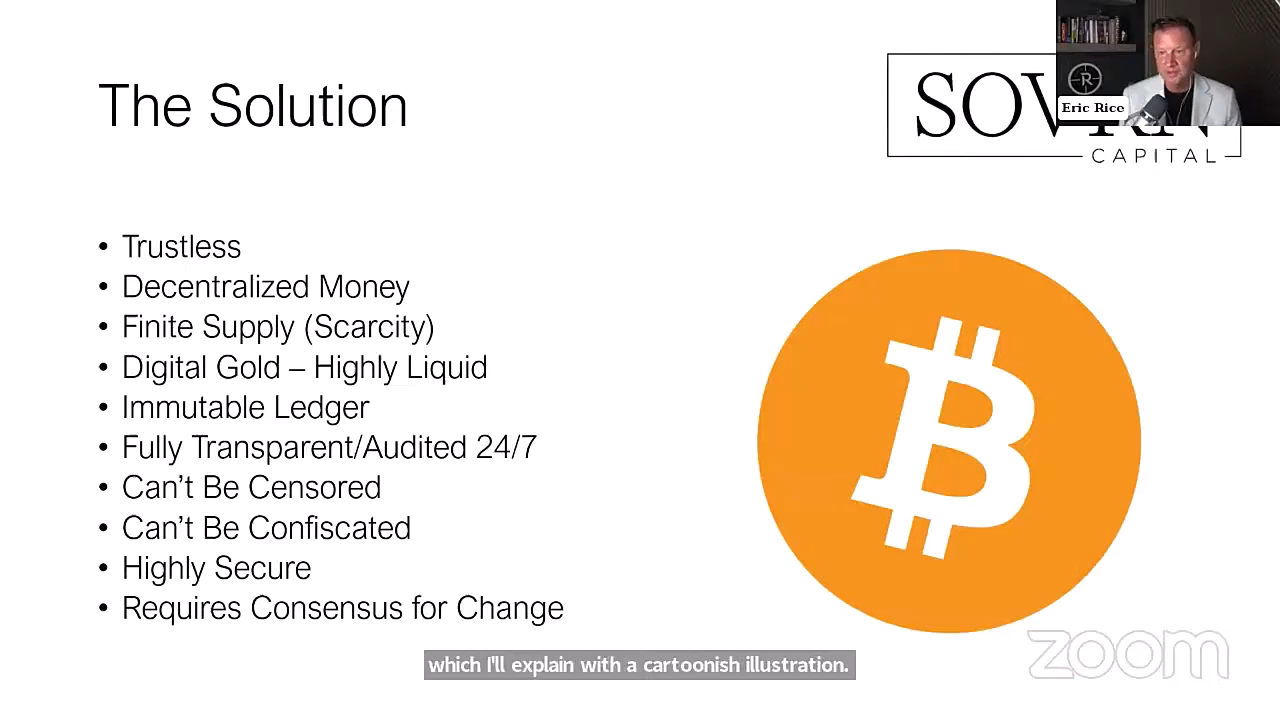 The Solution
SOV
CAPITAL
Eric Rice
• Trustless
• Decentralized Money
• Finite Supply (Scarcity)
• Digital Gold – Highly Liquid
• Immutable Ledger
• Fully Transparent/Audited 24/7
• Can’t Be Censored
• Can’t Be Confiscated
• Highly Secure
• Requires Consensus for Change
which I'll explain with a cartoonish illustration.
zoom